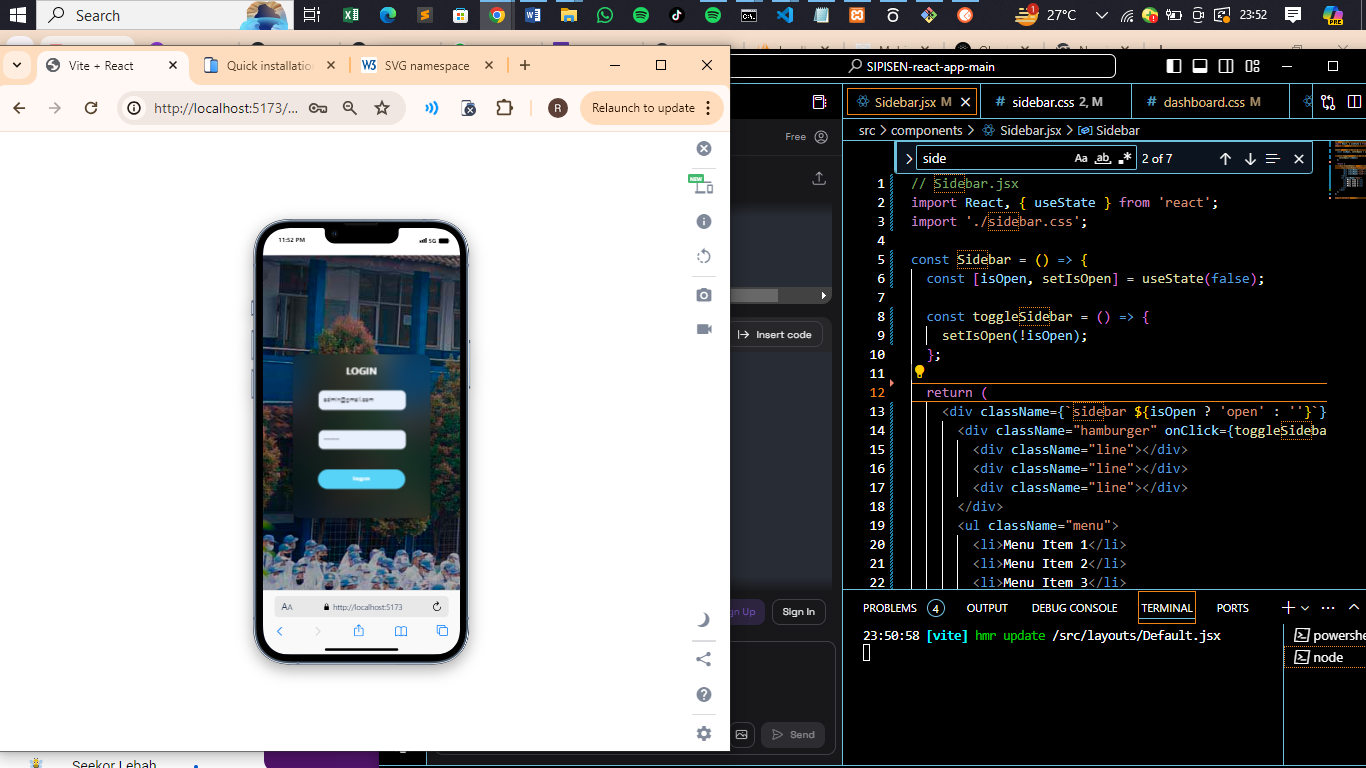 Search
1
27°C
23:52
PRE
Vite + React
Quick installatio
W3
SVG namespace
SIPISEN-react-app-main
http://localhost:5173/...
R
Relaunch to update
Sidebar.jsx M
# sidebar.css 2, M
# dashboard.css M
Free
src > components > Sidebar.jsx > Sidebar
side
Aa
ab
2 of 7
NEW
1 // Sidebar.jsx
2 import React, { useState } from 'react';
3 import './sidebar.css';
4
5 const Sidebar = () => {
6 const [isOpen, setIsOpen] = useState(false);
7
8 const toggleSidebar = () => {
9 setIsOpen(!isOpen);
10 };
11
12 return (
13 <div className={`sidebar ${isOpen ? 'open' : ''}`}
14 <div className="hamburger" onClick={toggleSideba
15 <div className="line"></div>
16 <div className="line"></div>
17 <div className="line"></div>
18 </div>
19 <ul className="menu">
20 <li>Menu Item 1</li>
21 <li>Menu Item 2</li>
22 <li>Menu Item 3</li>
Insert code
11:52 PM
5G
LOGIN
admin@gmail.com
AA
http://localhost:5173
gn Up
Sign In
Send
PROBLEMS 4
OUTPUT
DEBUG CONSOLE
TERMINAL
PORTS
23:50:58 [vite] hmr update /src/layouts/Default.jsx
powershe
node
Seekor Lebah